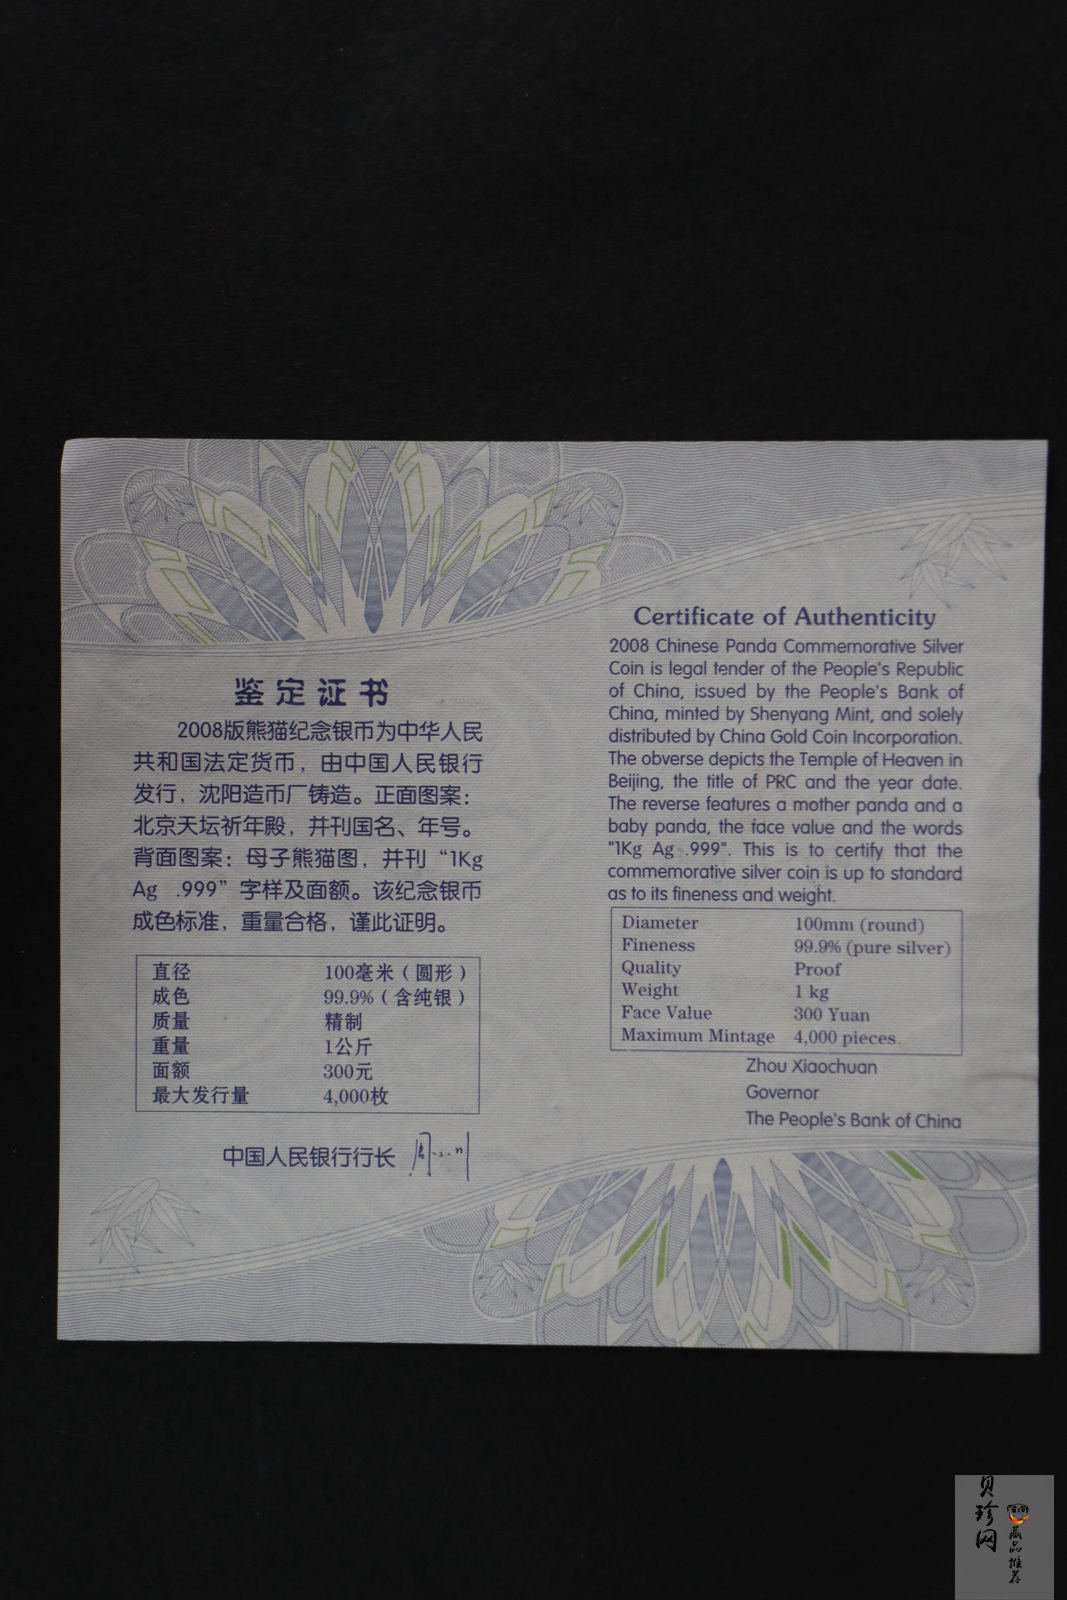 鉴定证书
2008版熊猫纪念银币为中华人民
共和国法定货币，由中国人民银行
发行，沈阳造币厂铸造。正面图案：
北京天坛祈年殿，并刊国名、年号。
背面图案：母子熊猫图，并刊“1Kg
Ag .999”字样及面额。该纪念银币
成色标准，重量合格，谨此证明。
直径 100毫米（圆形）
成色 99.9%（含纯银）
质量 精制
重量 1公斤
面额 300元
最大发行量 4,000枚
中国人民银行行长
Certificate of Authenticity
2008 Chinese Panda Commemorative Silver
Coin is legal tender of the People's Republic
of China, issued by the People's Bank of
China, minted by Shenyang Mint, and solely
distributed by China Gold Coin Incorporation.
The obverse depicts the Temple of Heaven in
Beijing, the title of PRC and the year date.
The reverse features a mother panda and a
baby panda, the face value and the words
"1Kg Ag .999". This is to certify that the
commemorative silver coin is up to standard
as to its fineness and weight.
Diameter 100mm (round)
Fineness 99.9% (pure silver)
Quality Proof
Weight 1 kg
Face Value 300 Yuan
Maximum Mintage 4,000 pieces.
Zhou Xiaochuan
Governor
The People's Bank of China
贝珍网
藏品推荐